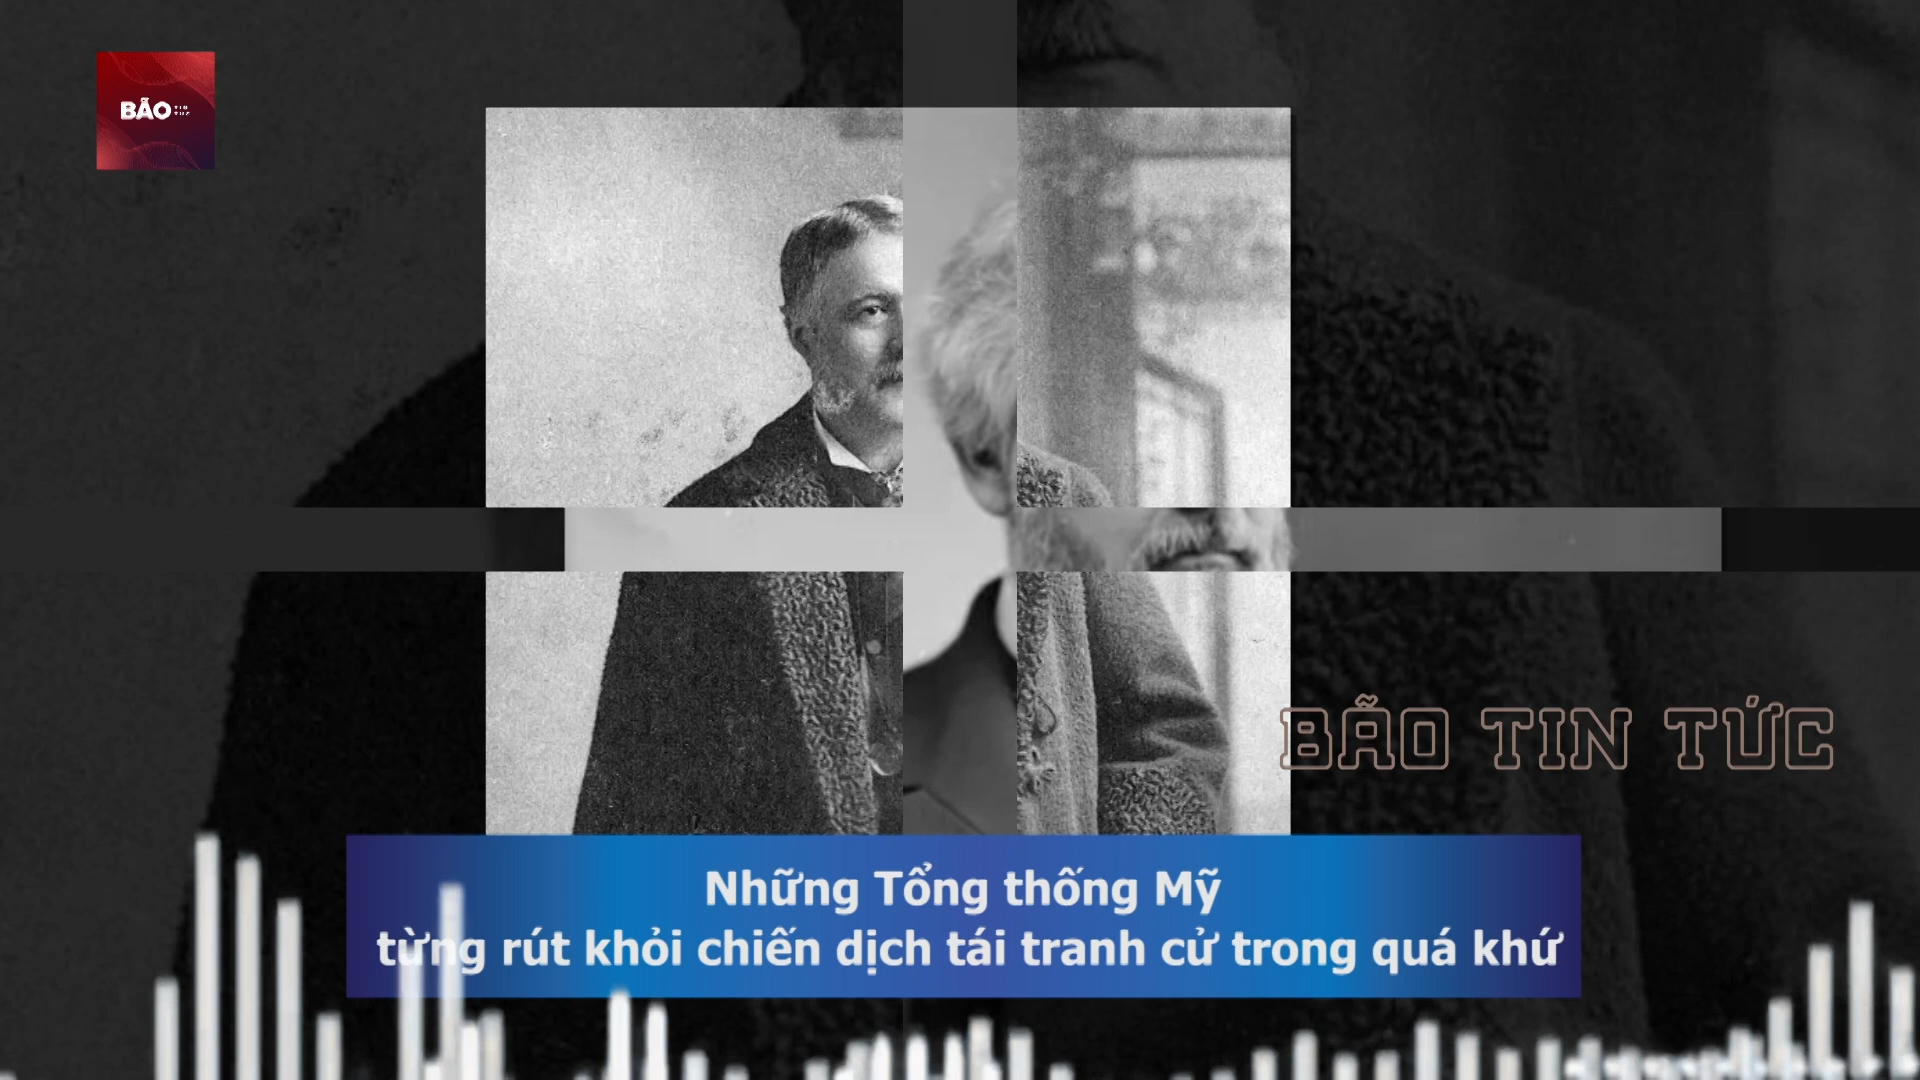 BÃO
BÃO TIN TỨC
Những Tổng thống Mỹ
từng rút khỏi chiến dịch tái tranh cử trong quá khứ